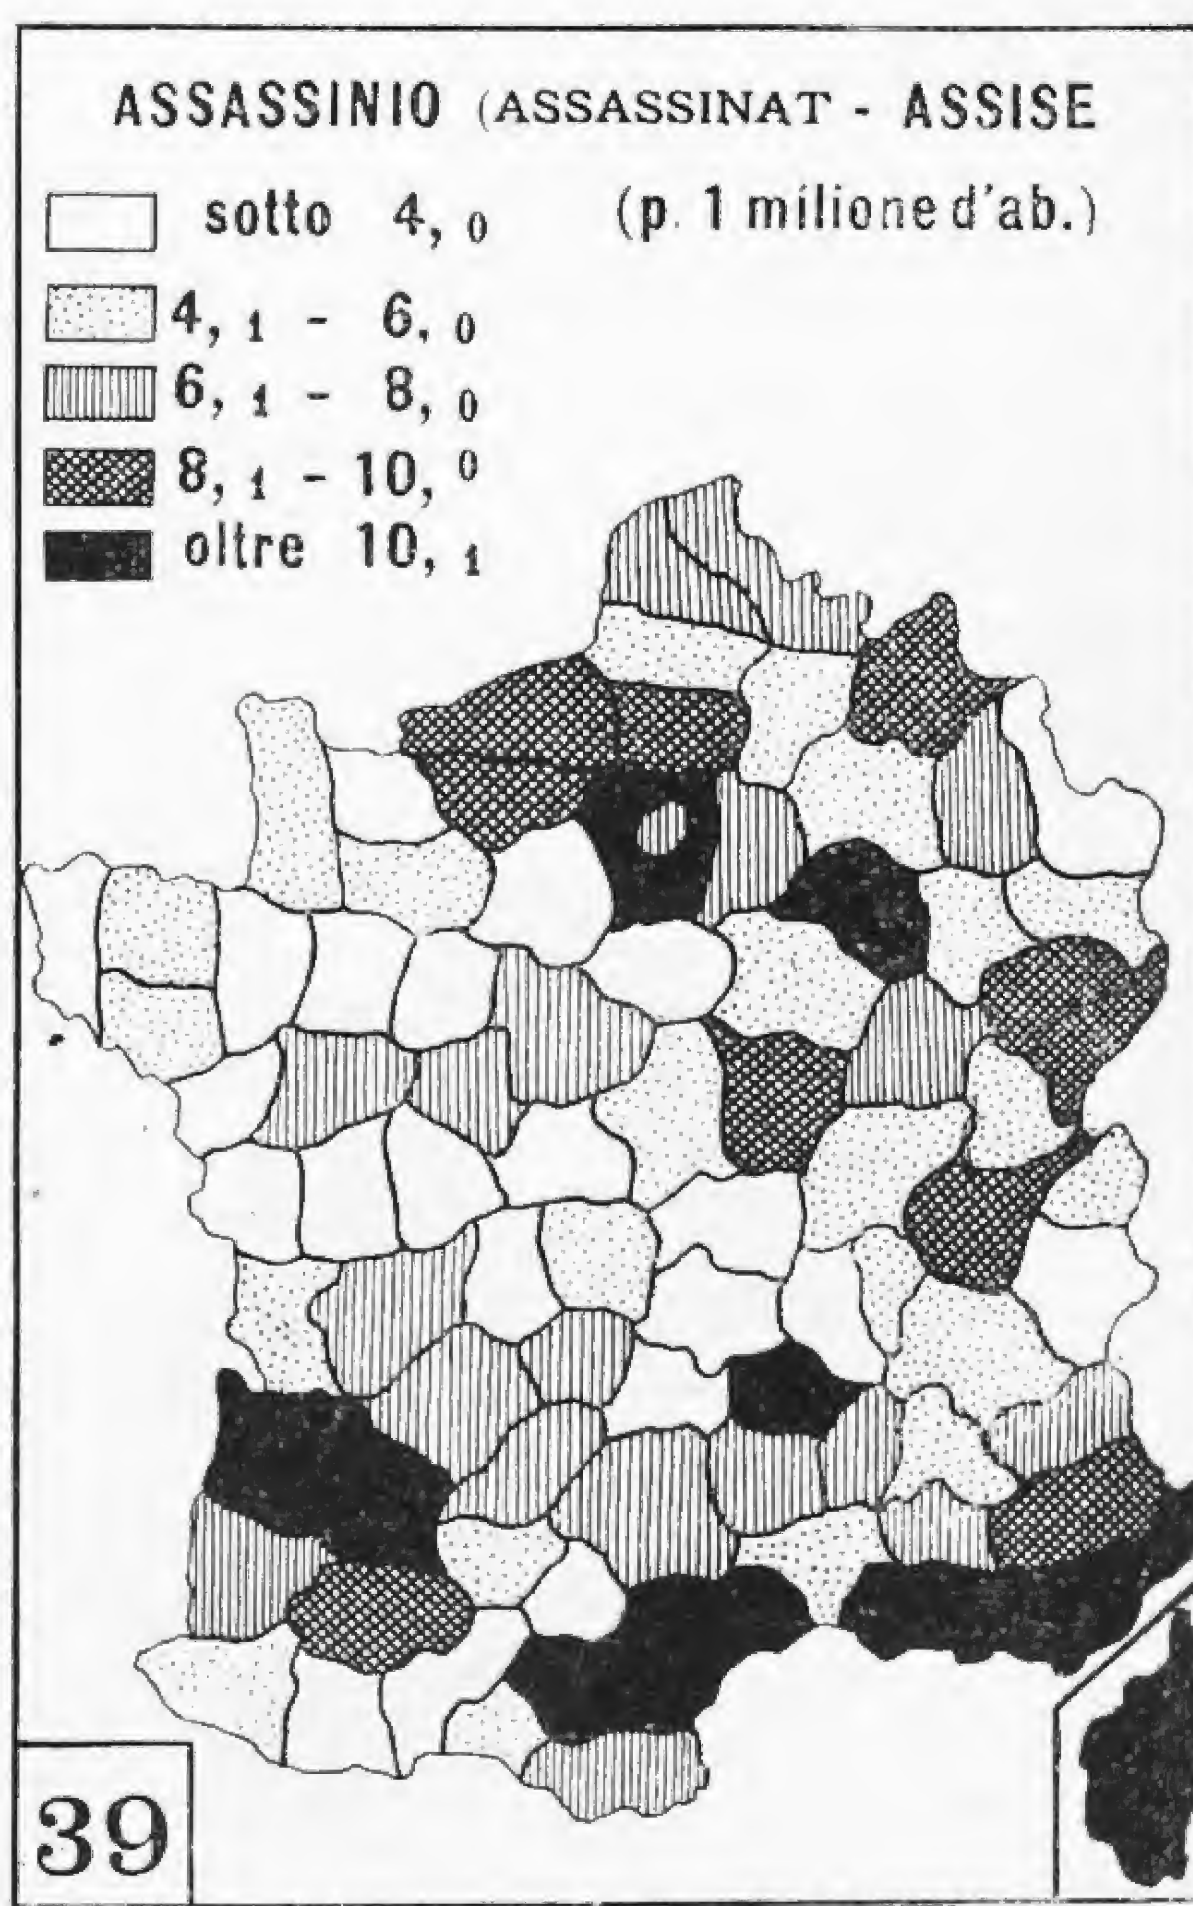 ASSASSINIO (ASSASSINAT - ASSISE
(p. 1 milione d'ab.)
sotto 4,0
4,1 - 6,0
6,1 - 8,0
8,1 - 10,0
oltre 10,1
39